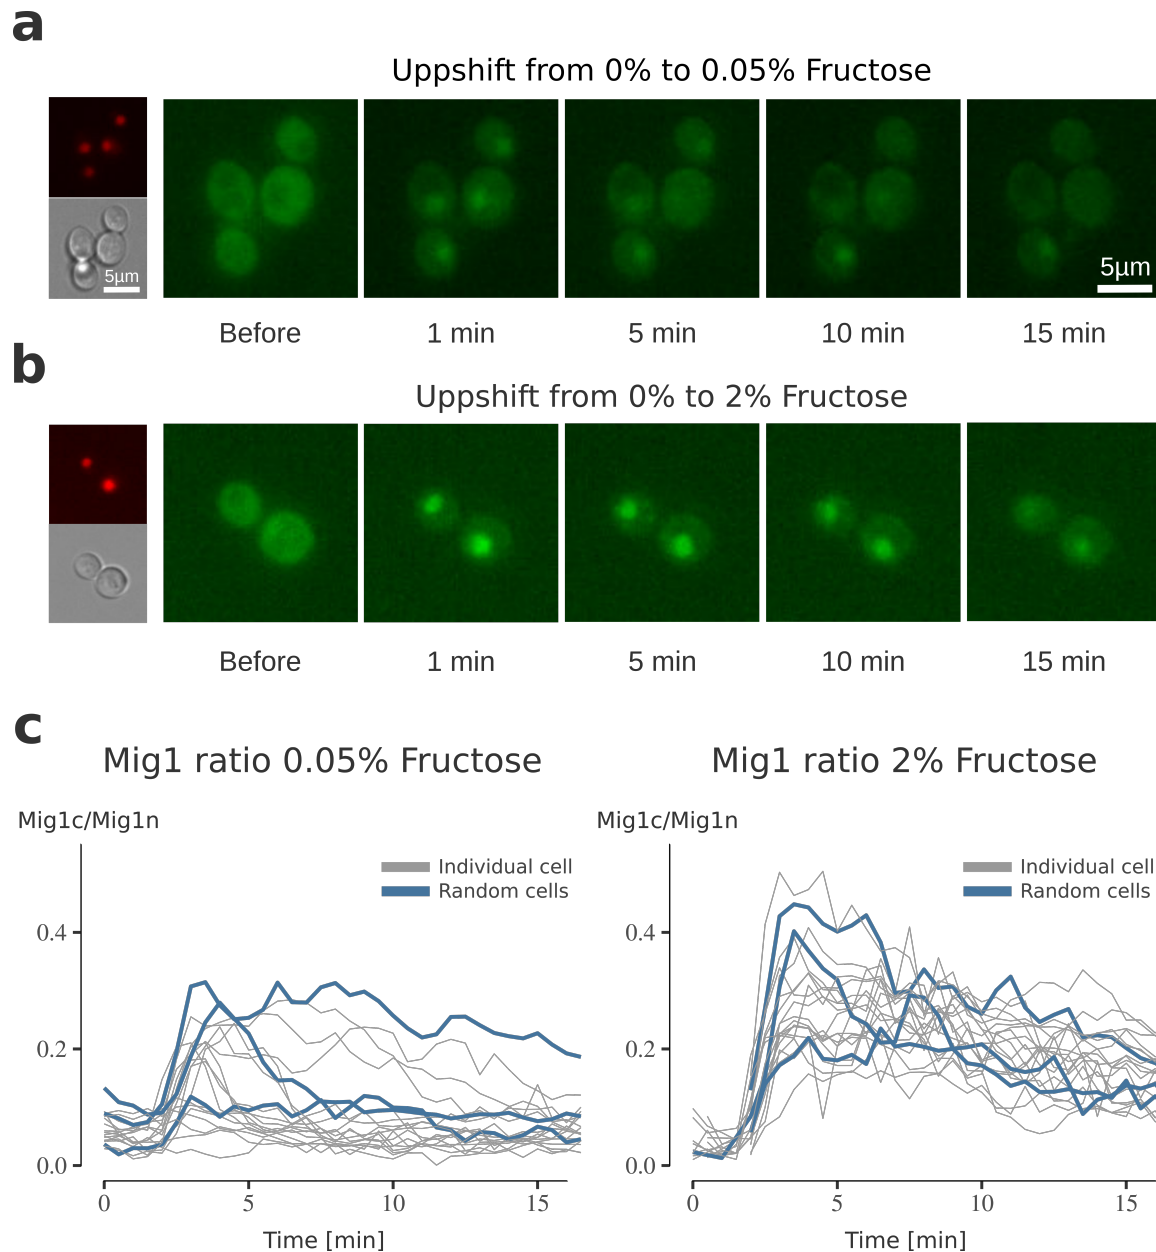 a
Uppshift from 0% to 0.05% Fructose
5µm
5µm
Before 1 min 5 min 10 min 15 min
b
Uppshift from 0% to 2% Fructose
Before 1 min 5 min 10 min 15 min
c
Mig1 ratio 0.05% Fructose
Mig1c/Mig1n
Individual cell
Random cells
0.4
0.2
0.0
0 5 10 15
Time [min]
Mig1 ratio 2% Fructose
Mig1c/Mig1n
Individual cell
Random cells
0.4
0.2
0.0
0 5 10 15
Time [min]